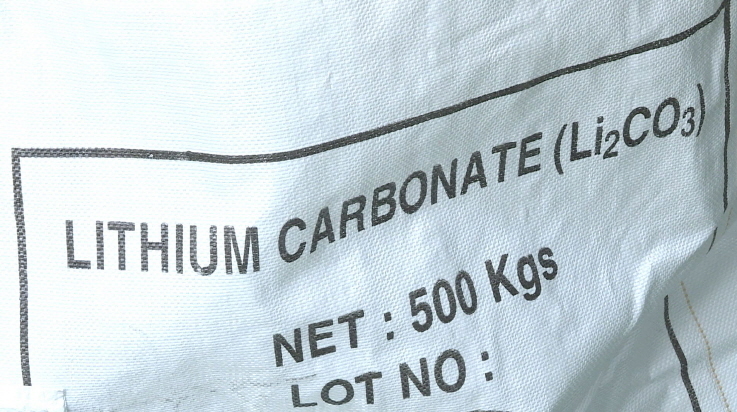 LITHIUM CARBONATE (Li₂CO₃)
NET : 500 Kgs
LOT NO :